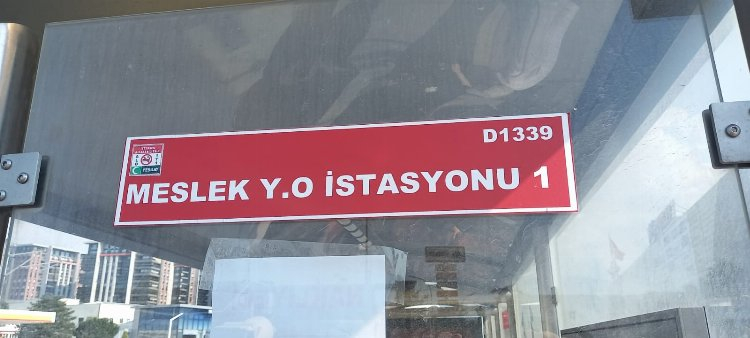 D1339
MESLEK Y.O İSTASYONU 1